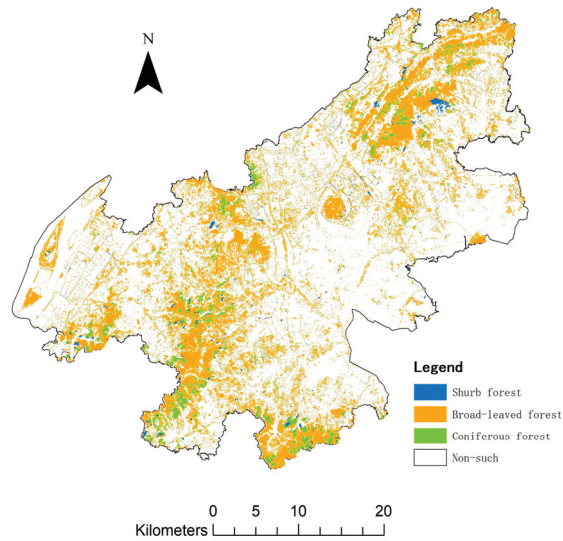 N
Legend
Shurb forest
Broad-leaved forest
Coniferous forest
Non-such
0 5 10 20
Kilometers